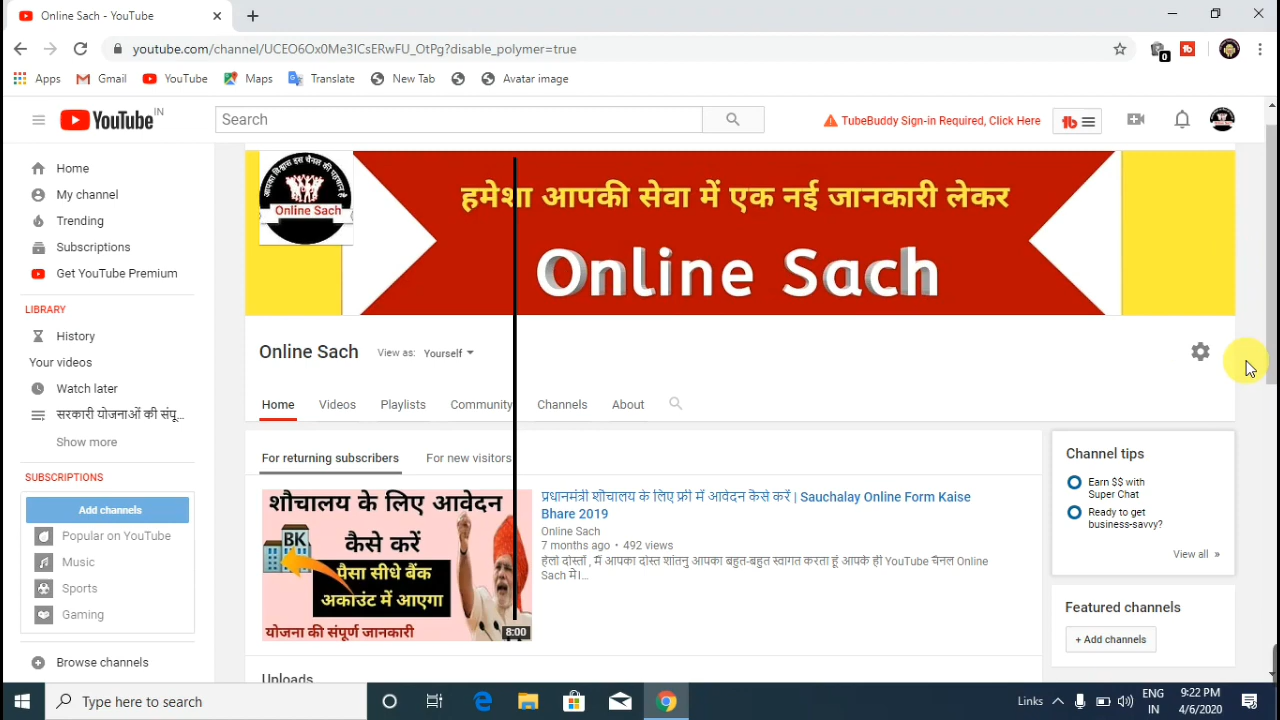 Online Sach - YouTube
youtube.com/channel/UCEO6Ox0Me3ICsERwFU_OtPg?disable_polymer=true
0
Apps Gmail YouTube Maps Translate New Tab Avatar image
YouTube IN
Search
TubeBuddy Sign-in Required, Click Here
tb
Home
My channel
Trending
Subscriptions
Get YouTube Premium
LIBRARY
History
Your videos
Watch later
सरकारी योजनाओं की संपू...
Show more
SUBSCRIPTIONS
Add channels
Popular on YouTube
Music
Sports
Gaming
Browse channels
आपका विश्वास इस चैनल की पहचान है
Online Sach
हमेशा आपकी सेवा में एक नई जानकारी लेकर
Online Sach
Online Sach View as: Yourself
Home Videos Playlists Community Channels About
For returning subscribers For new visitors
शौचालय के लिए आवेदन
कैसे करें
BK
पैसा सीधे बैंक
अकाउंट में आएगा
योजना की संपूर्ण जानकारी
8:00
प्रधानमंत्री शौचालय के लिए फ्री में आवेदन कैसे करें | Sauchalay Online Form Kaise
Bhare 2019
Online Sach
7 months ago • 492 views
हेलो दोस्तों , मैं आपका दोस्त शांतनु आपका बहुत-बहुत स्वागत करता हूं आपके ही YouTube चैनल Online
Sach में।...
Uploads
Channel tips
Earn $$ with
Super Chat
Ready to get
business-savvy?
View all »
Featured channels
+ Add channels
Type here to search
Links
ENG
IN
9:22 PM
4/6/2020